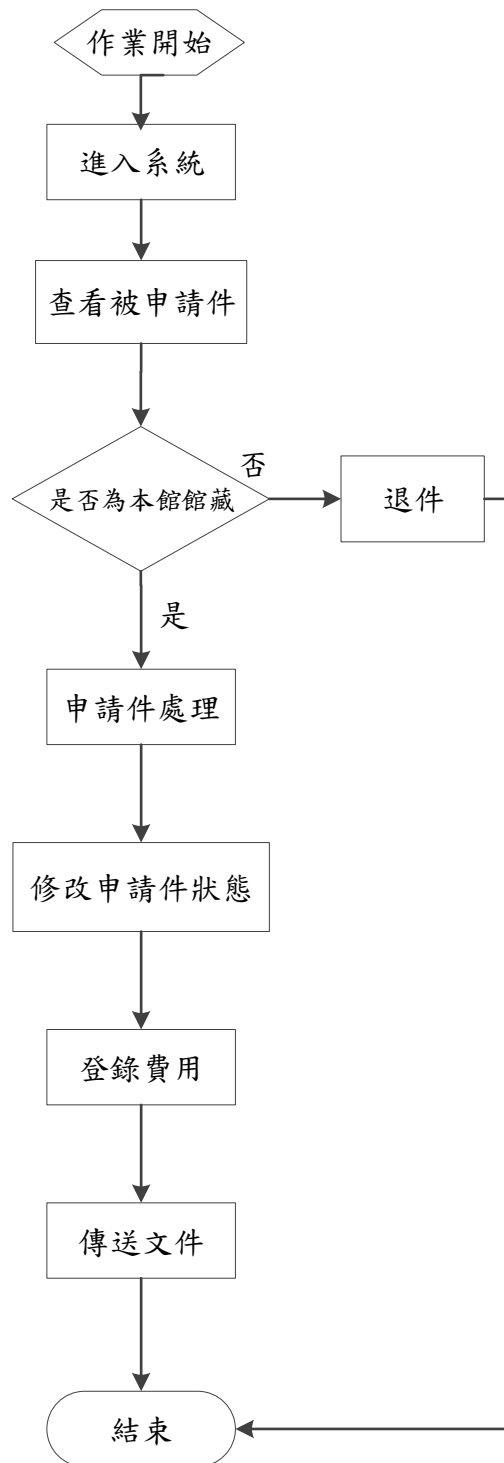 作業開始
進入系統
查看被申請件
是否為本館館藏
否
退件
是
申請件處理
修改申請件狀態
登錄費用
傳送文件
結束